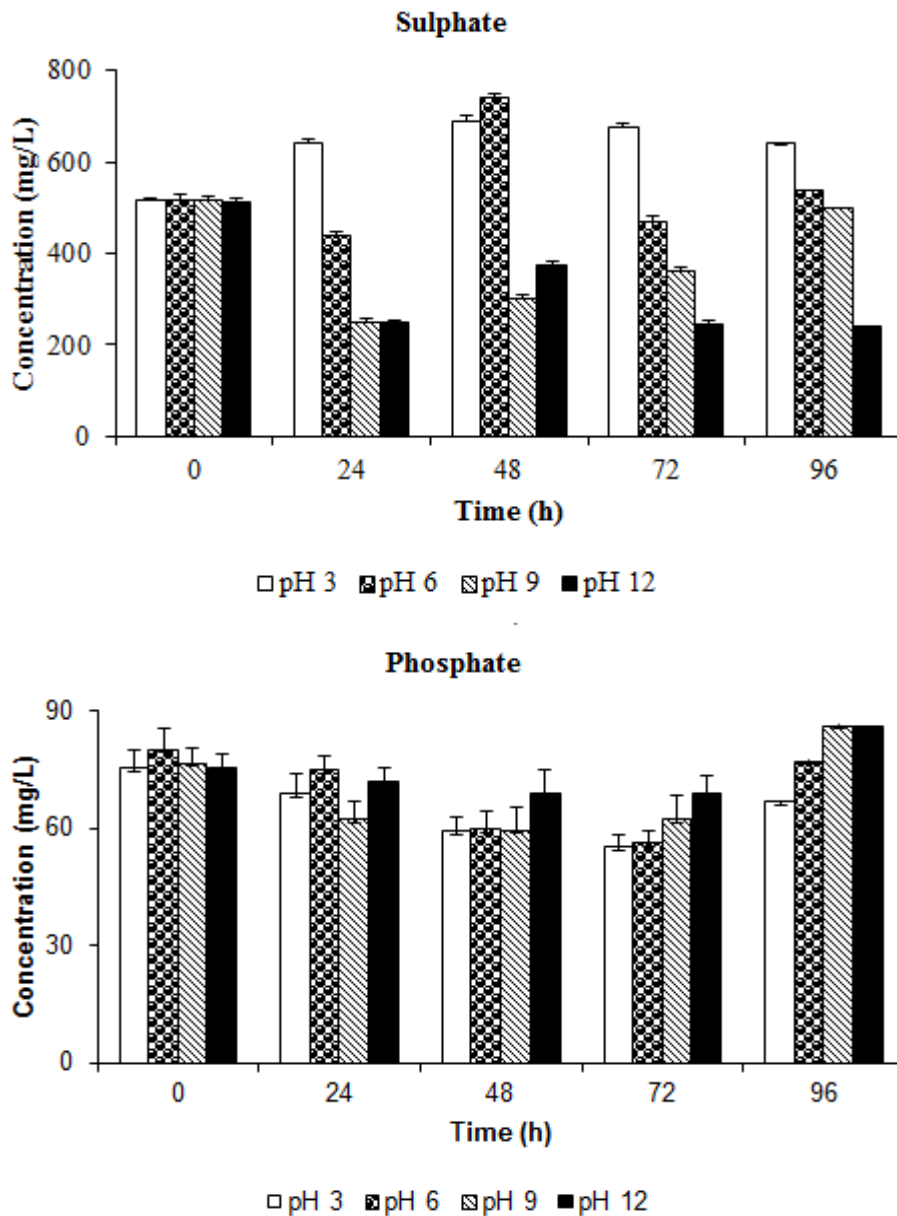 Sulphate
Concentration (mg/L)
800
600
400
200
0
0 24 48 72 96
Time (h)
pH 3 pH 6 pH 9 pH 12
Phosphate
Concentration (mg/L)
90
60
30
0
0 24 48 72 96
Time (h)
pH 3 pH 6 pH 9 pH 12